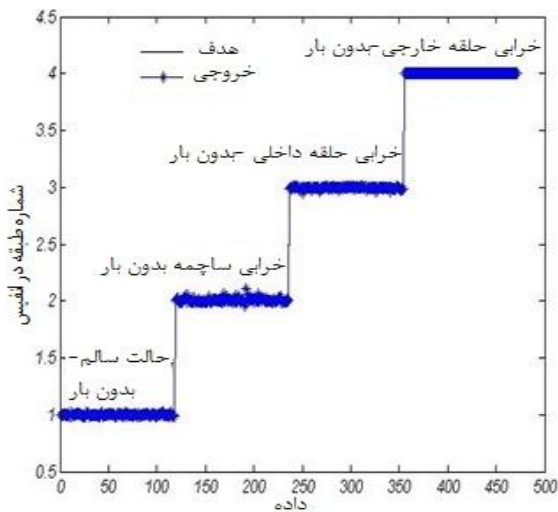 4.5
4
3.5
3
2.5
2
1.5
1
0.5
هدف
خروجی
خرابی حلقه خارجی-بدون بار
خرابی حلقه داخلی -بدون بار
خرابی ساچمه بدون بار
حالت سالم-
بدون بار
شماره طبقه در انفیس
0 50 100 150 200 250 300 350 400 450 500
داده